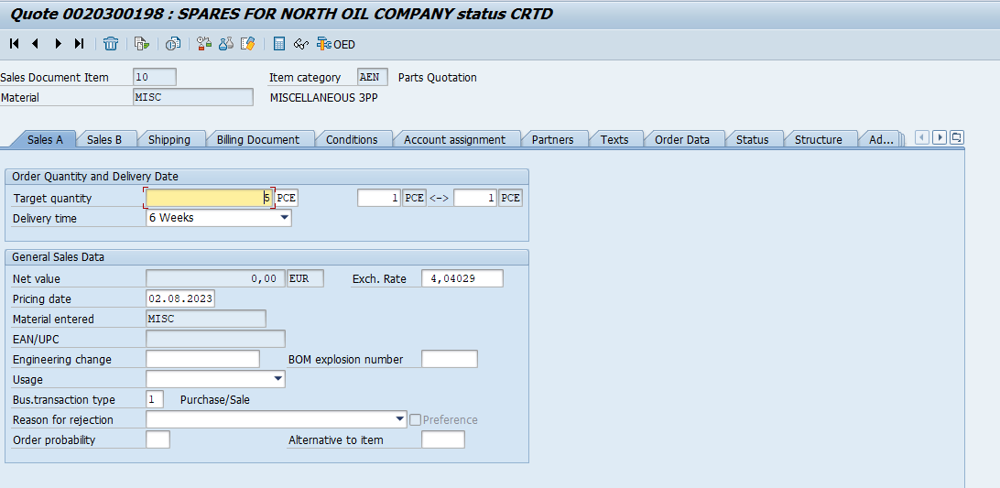 Quote 0020300198 : SPARES FOR NORTH OIL COMPANY status CRTD
OED
Sales Document Item 10 Item category AEN Parts Quotation
Material MISC MISCELLANEOUS 3PP
Sales A Sales B Shipping Billing Document Conditions Account assignment Partners Texts Order Data Status Structure Ad...
Order Quantity and Delivery Date
Target quantity 5 PCE 1 PCE <-> 1 PCE
Delivery time 6 Weeks
General Sales Data
Net value 0,00 EUR Exch. Rate 4,04029
Pricing date 02.08.2023
Material entered MISC
EAN/UPC
Engineering change BOM explosion number
Usage
Bus.transaction type 1 Purchase/Sale
Reason for rejection Preference
Order probability Alternative to item